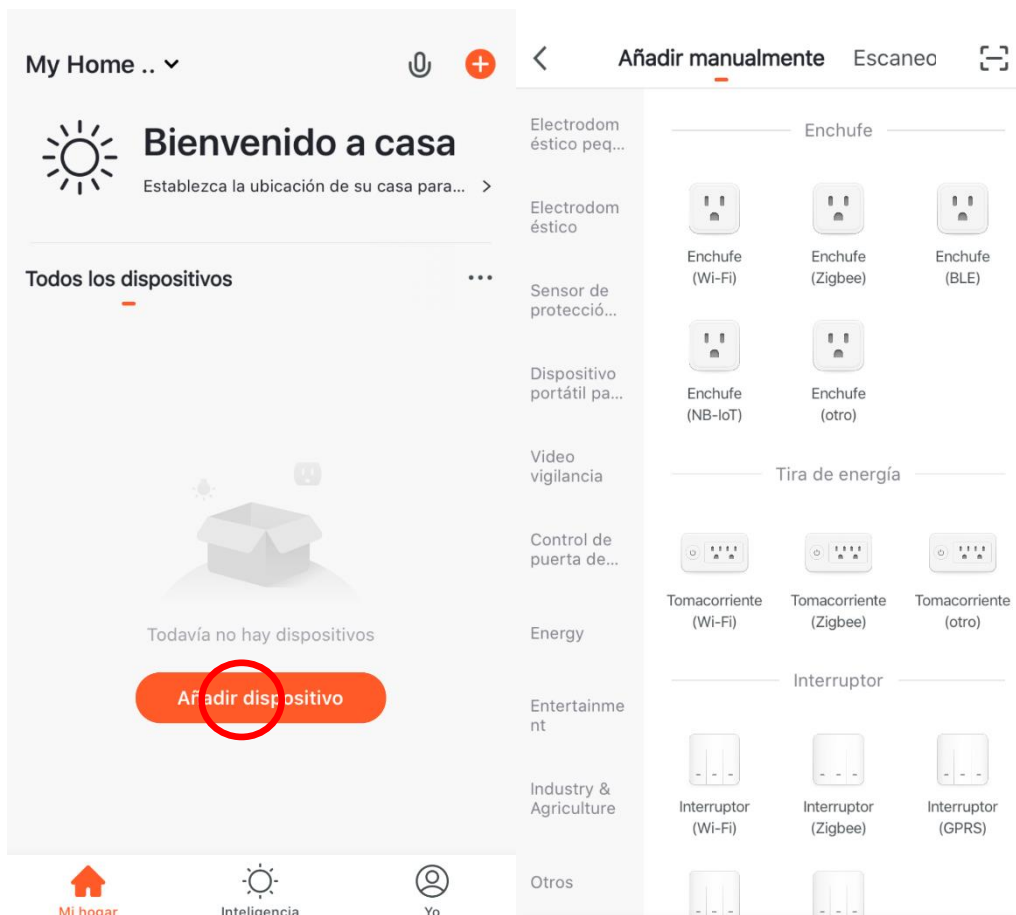 My Home ..
Bienvenido a casa
Establezca la ubicación de su casa para...
Todos los dispositivos
Todavía no hay dispositivos
Añadir dispositivo
Mi hogar
Inteligencia
Yo
Añadir manualmente
Escaneo
Electrodom
éstico peq...
Electrodom
éstico
Sensor de
protecció...
Dispositivo
portátil pa...
Video
vigilancia
Control de
puerta de...
Energy
Entertainme
nt
Industry &
Agriculture
Otros
Enchufe
Enchufe
(Wi-Fi)
Enchufe
(Zigbee)
Enchufe
(BLE)
Enchufe
(NB-IoT)
Enchufe
(otro)
Tira de energía
Tomacorriente
(Wi-Fi)
Tomacorriente
(Zigbee)
Tomacorriente
(otro)
Interruptor
Interruptor
(Wi-Fi)
Interruptor
(Zigbee)
Interruptor
(GPRS)